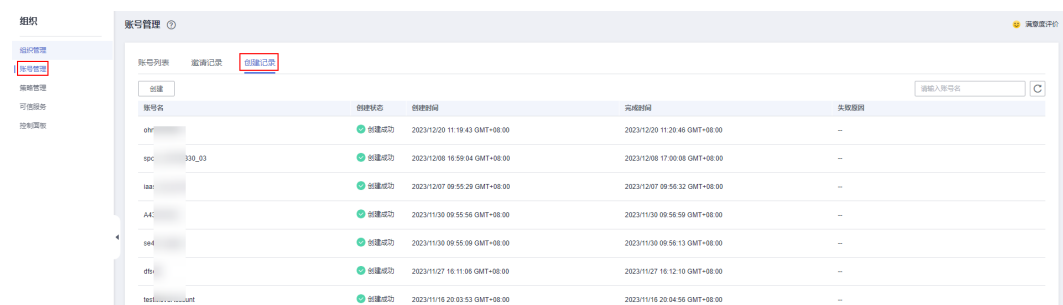 组织
账号管理
满意度评价
组织管理
账号管理
策略管理
可信服务
控制面板
账号列表 邀请记录 创建记录
创建
请输入账号名
账号名 创建状态 创建时间 完成时间 失败原因
创建成功 2023/12/20 11:19:43 GMT+08:00 2023/12/20 11:20:46 GMT+08:00 --
spc 330_03 创建成功 2023/12/08 16:59:04 GMT+08:00 2023/12/08 17:00:08 GMT+08:00 --
iaas 创建成功 2023/12/07 09:55:29 GMT+08:00 2023/12/07 09:56:32 GMT+08:00 --
创建成功 2023/11/30 09:55:56 GMT+08:00 2023/11/30 09:56:59 GMT+08:00 --
se4 创建成功 2023/11/30 09:55:09 GMT+08:00 2023/11/30 09:56:13 GMT+08:00 --
创建成功 2023/11/27 16:11:06 GMT+08:00 2023/11/27 16:12:10 GMT+08:00 --
创建成功 2023/11/16 20:03:53 GMT+08:00 2023/11/16 20:04:56 GMT+08:00 --